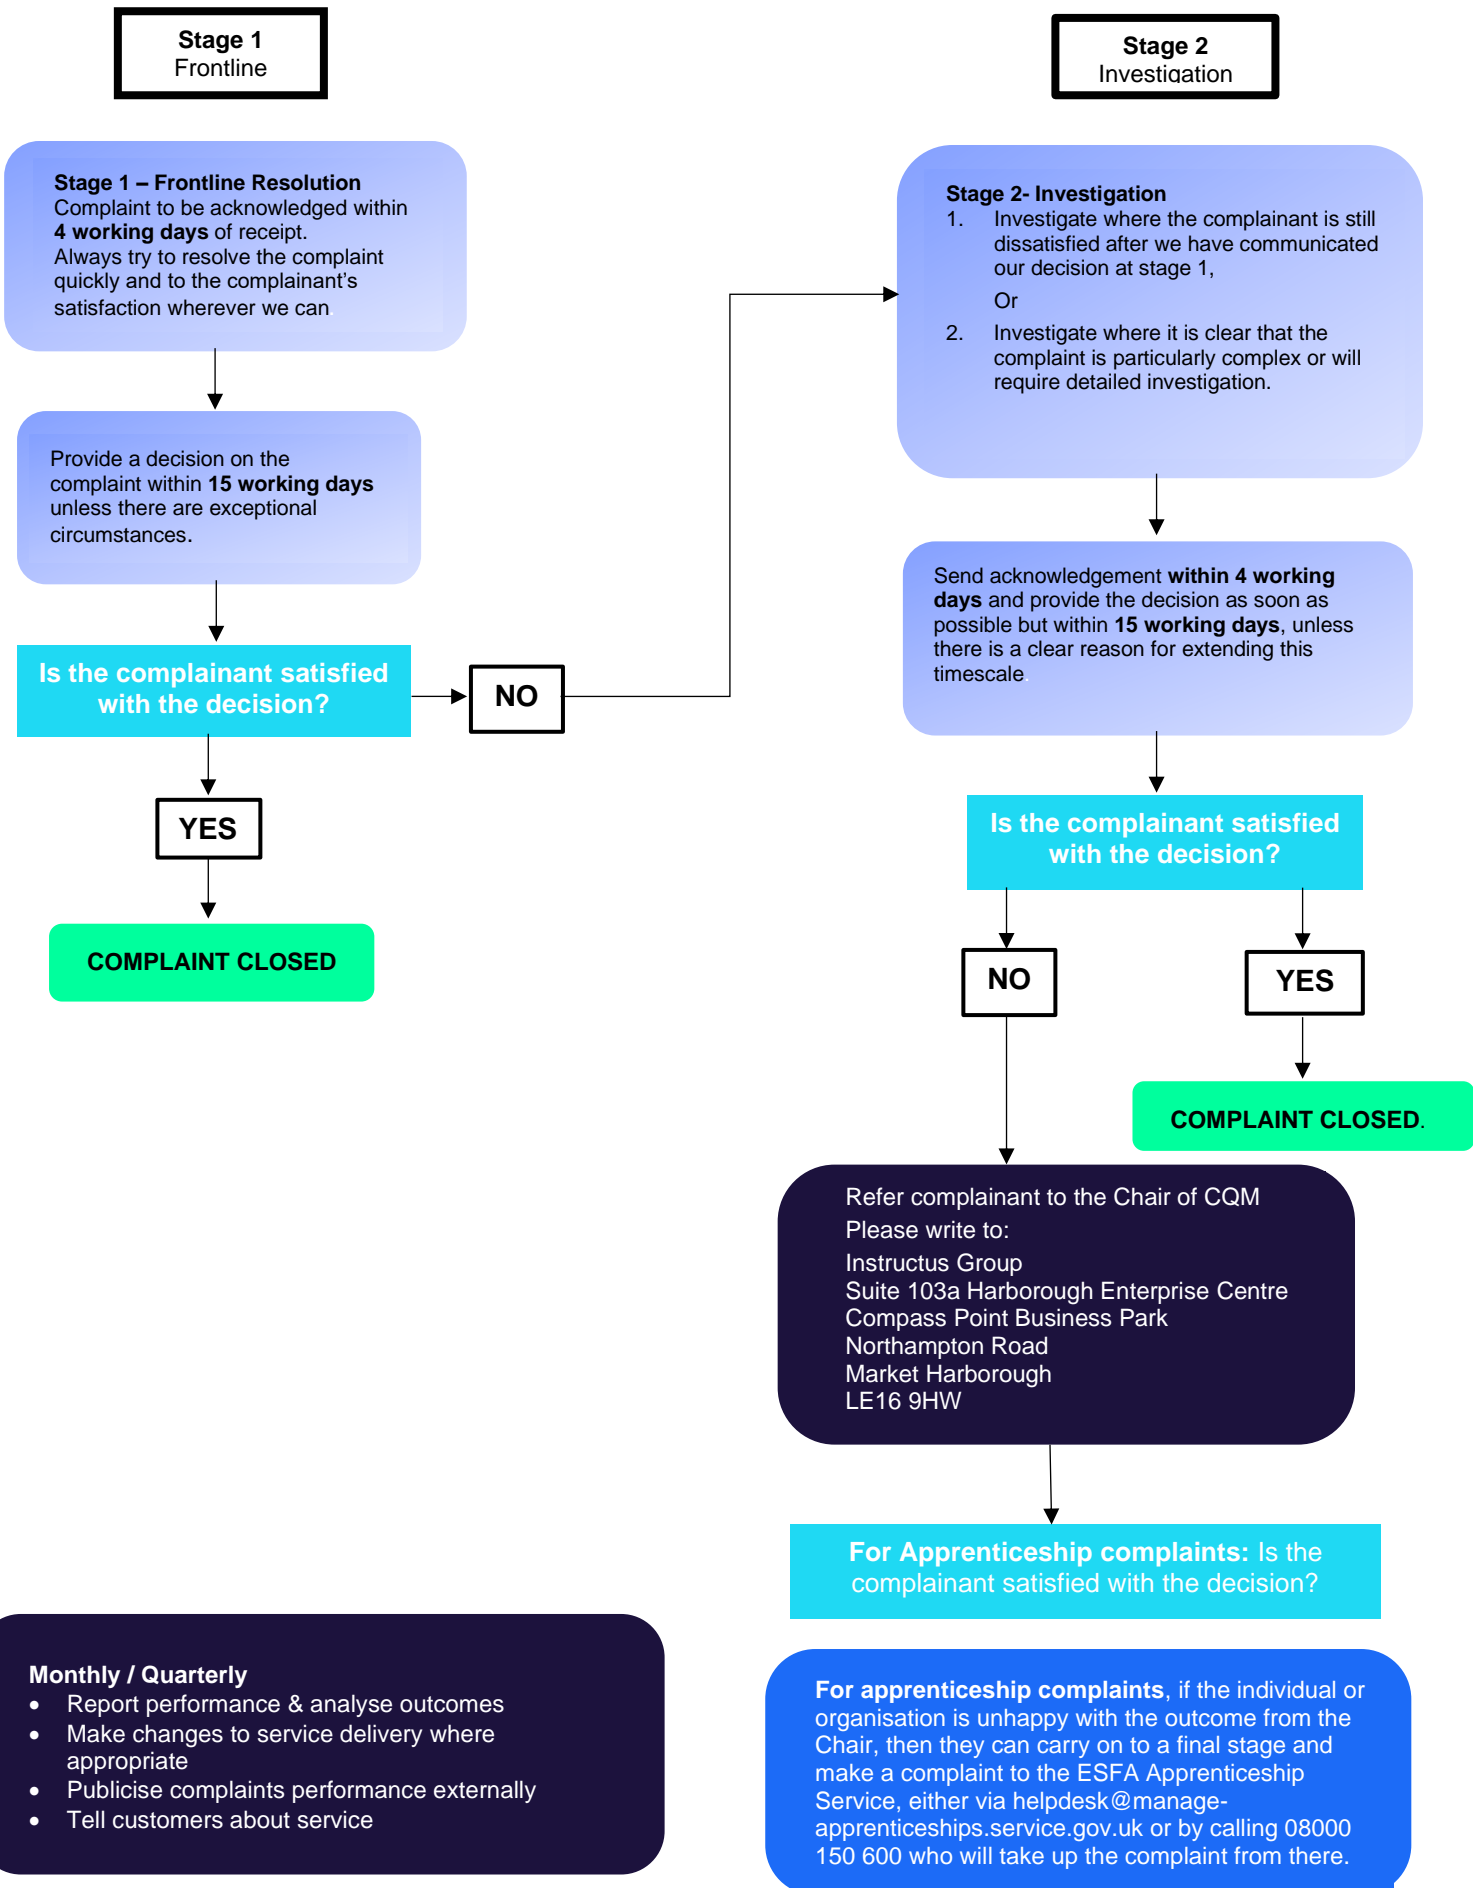 Stage 1
Frontline
Stage 2
Investigation
Stage 1 – Frontline Resolution
Complaint to be acknowledged within
4 working days of receipt.
Always try to resolve the complaint
quickly and to the complainant's
satisfaction wherever we can.
Provide a decision on the
complaint within 15 working days
unless there are exceptional
circumstances.
Is the complainant satisfied
with the decision?
NO
YES
COMPLAINT CLOSED
Stage 2- Investigation
1. Investigate where the complainant is still
dissatisfied after we have communicated
our decision at stage 1,
Or
2. Investigate where it is clear that the
complaint is particularly complex or will
require detailed investigation.
Send acknowledgement within 4 working
days and provide the decision as soon as
possible but within 15 working days, unless
there is a clear reason for extending this
timescale.
Is the complainant satisfied
with the decision?
NO
YES
COMPLAINT CLOSED.
Refer complainant to the Chair of CQM
Please write to:
Instructus Group
Suite 103a Harborough Enterprise Centre
Compass Point Business Park
Northampton Road
Market Harborough
LE16 9HW
For Apprenticeship complaints: Is the
complainant satisfied with the decision?
Monthly / Quarterly
• Report performance & analyse outcomes
• Make changes to service delivery where
appropriate
• Publicise complaints performance externally
• Tell customers about service
For apprenticeship complaints, if the individual or
organisation is unhappy with the outcome from the
Chair, then they can carry on to a final stage and
make a complaint to the ESFA Apprenticeship
Service, either via helpdesk@manage-
apprenticeships.service.gov.uk or by calling 08000
150 600 who will take up the complaint from there.